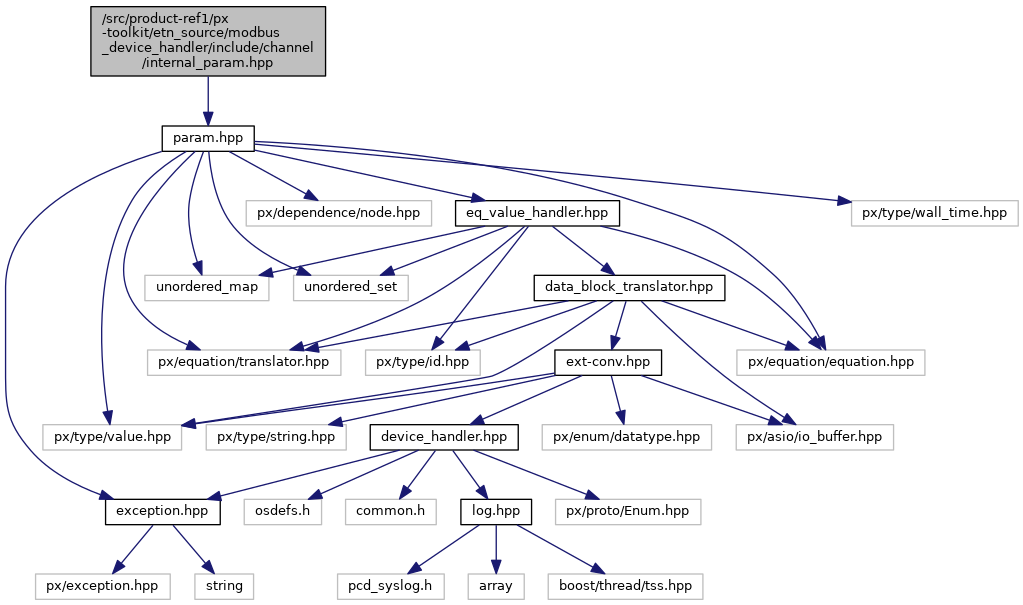 /src/product-ref1/px
-toolkit/etn_source/modbus
_device_handler/include/channel
/internal_param.hpp
param.hpp
px/dependence/node.hpp
eq_value_handler.hpp
px/type/wall_time.hpp
unordered_map
unordered_set
data_block_translator.hpp
px/equation/translator.hpp
px/type/id.hpp
ext-conv.hpp
px/equation/equation.hpp
px/type/value.hpp
px/type/string.hpp
device_handler.hpp
px/enum/datatype.hpp
px/asio/io_buffer.hpp
exception.hpp
osdefs.h
common.h
log.hpp
px/proto/Enum.hpp
px/exception.hpp
string
pcd_syslog.h
array
boost/thread/tss.hpp